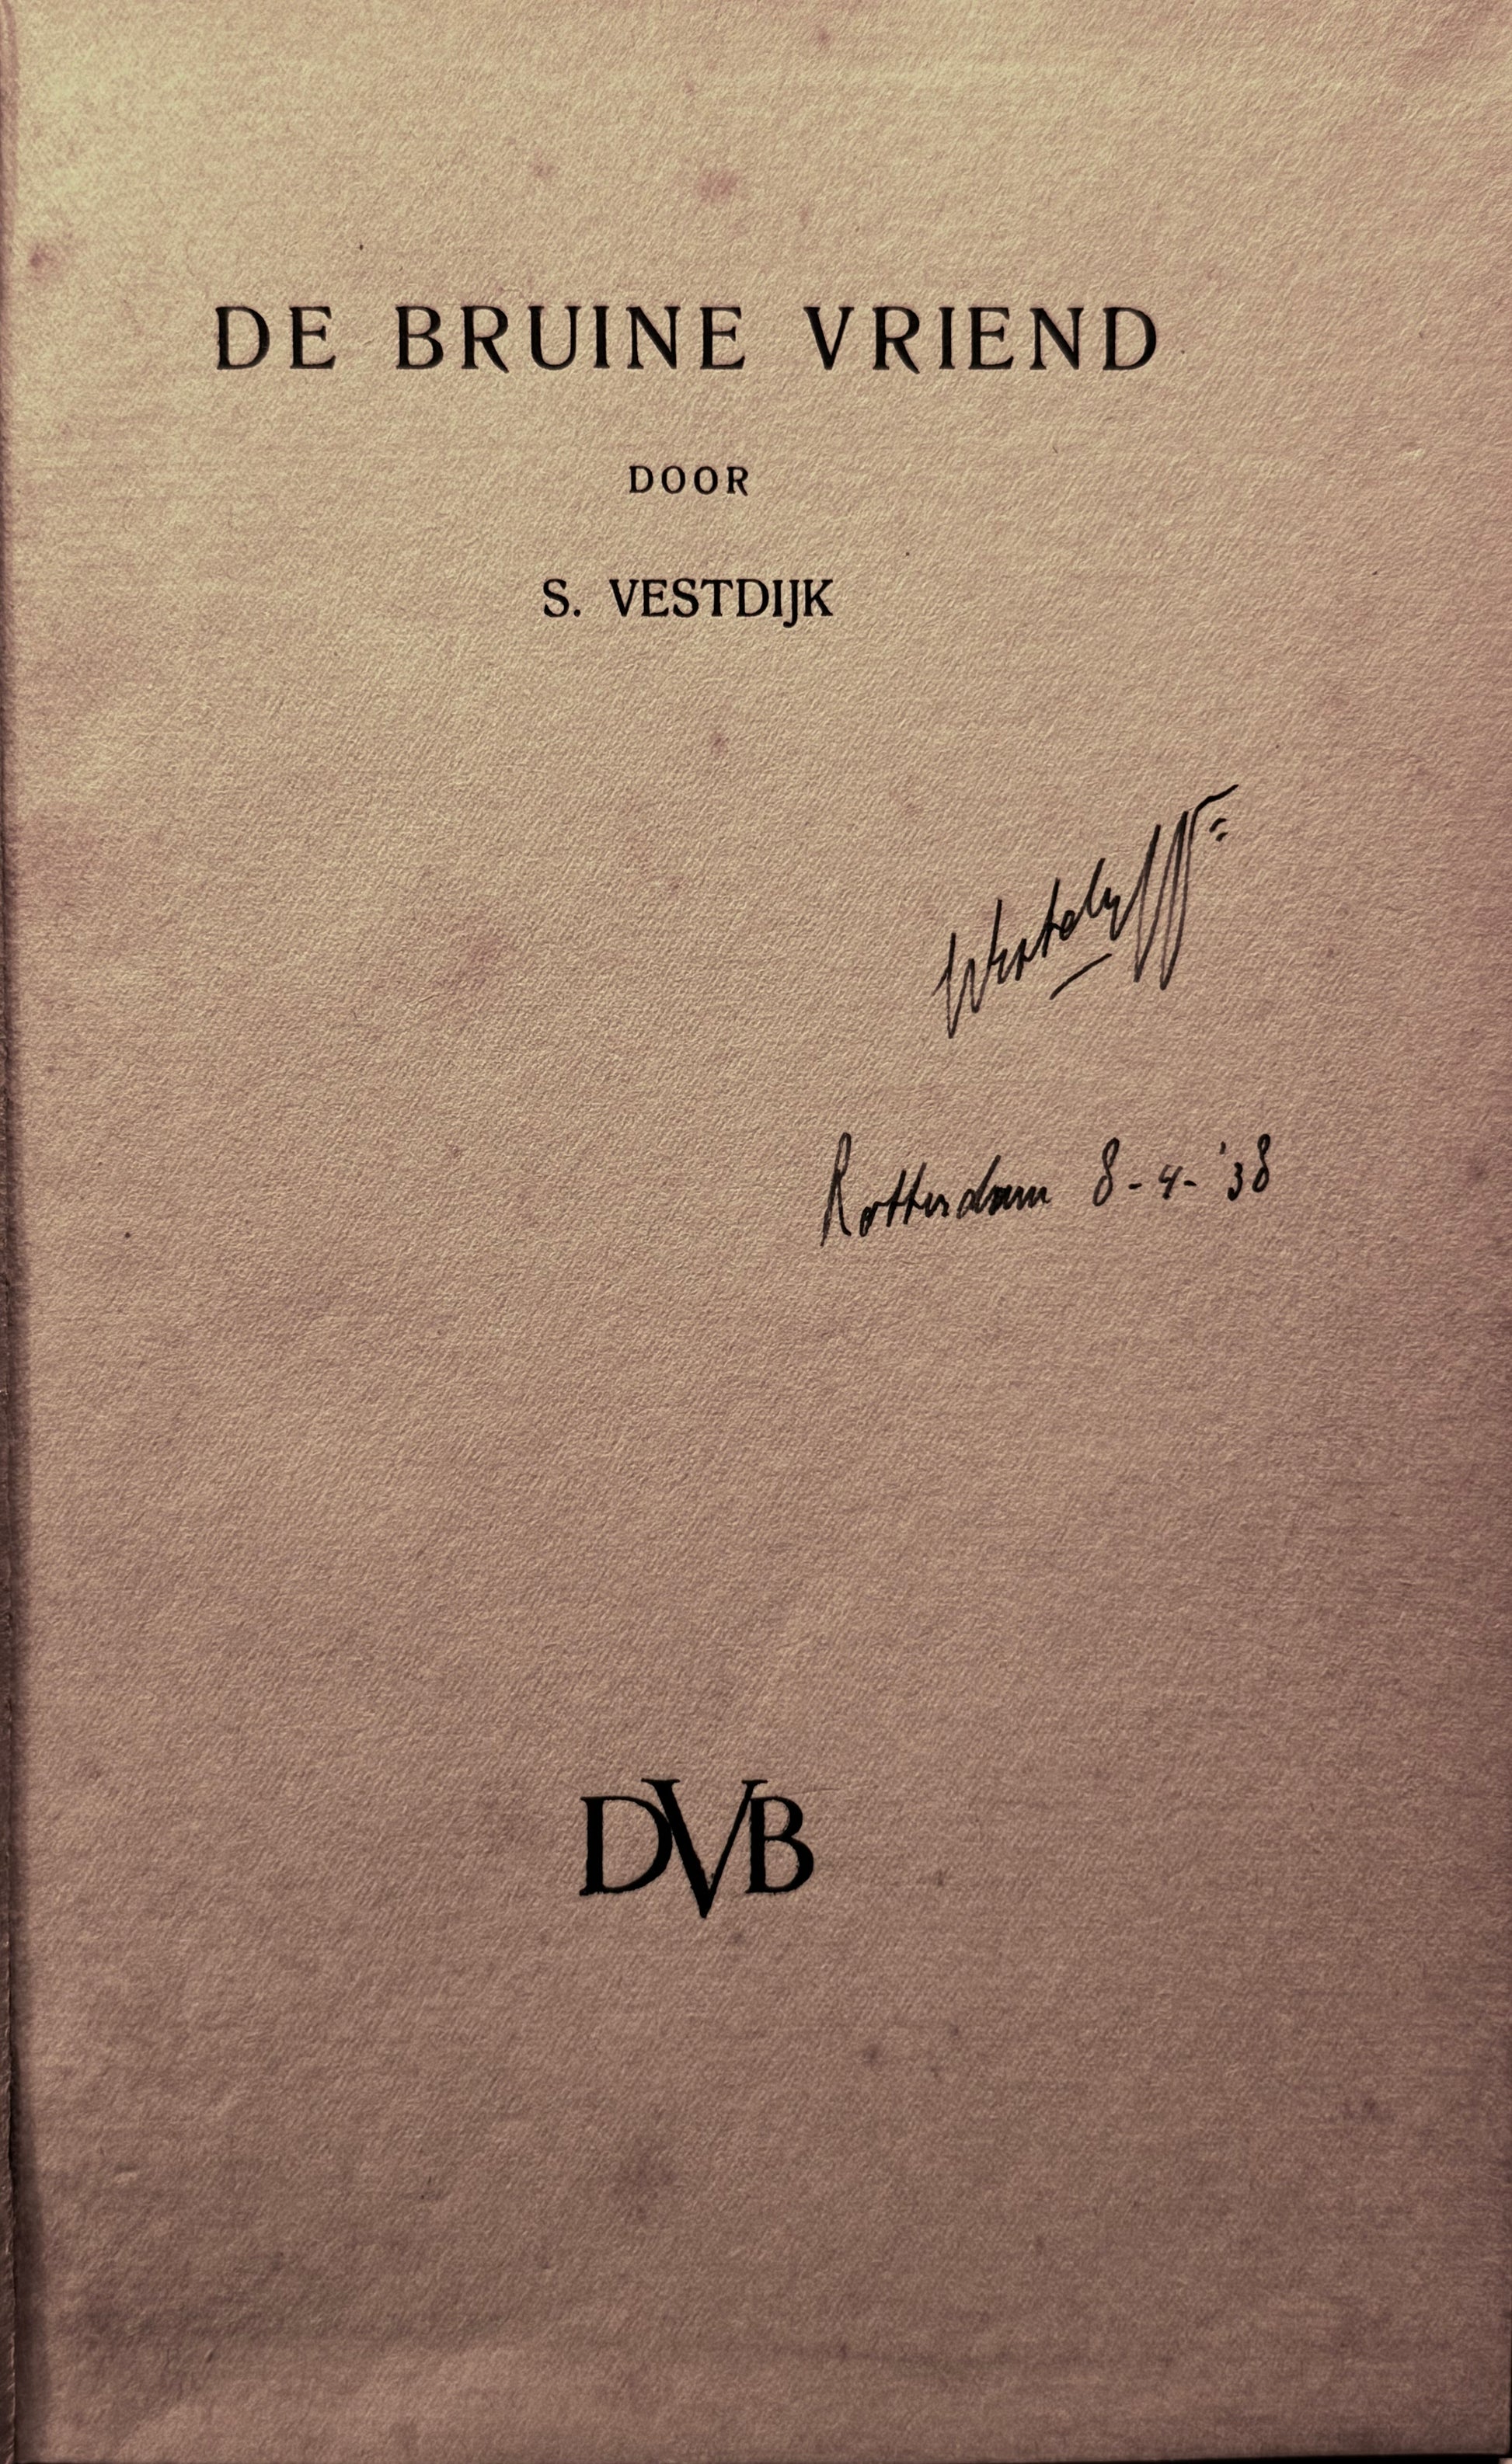 DE BRUINE VRIEND
DOOR
S. VESTDIJK
Rotterdam 8-4-'38
DVB